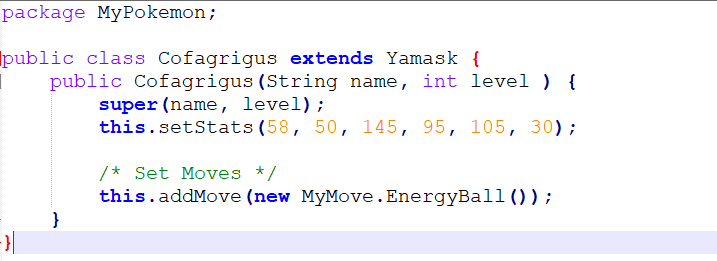 package MyPokemon;
public class Cofagrigus extends Yamask {
public Cofagrigus(String name, int level ) {
super(name, level);
this.setStats(58, 50, 145, 95, 105, 30);
/* Set Moves */
this.addMove(new MyMove.EnergyBall());
}
}